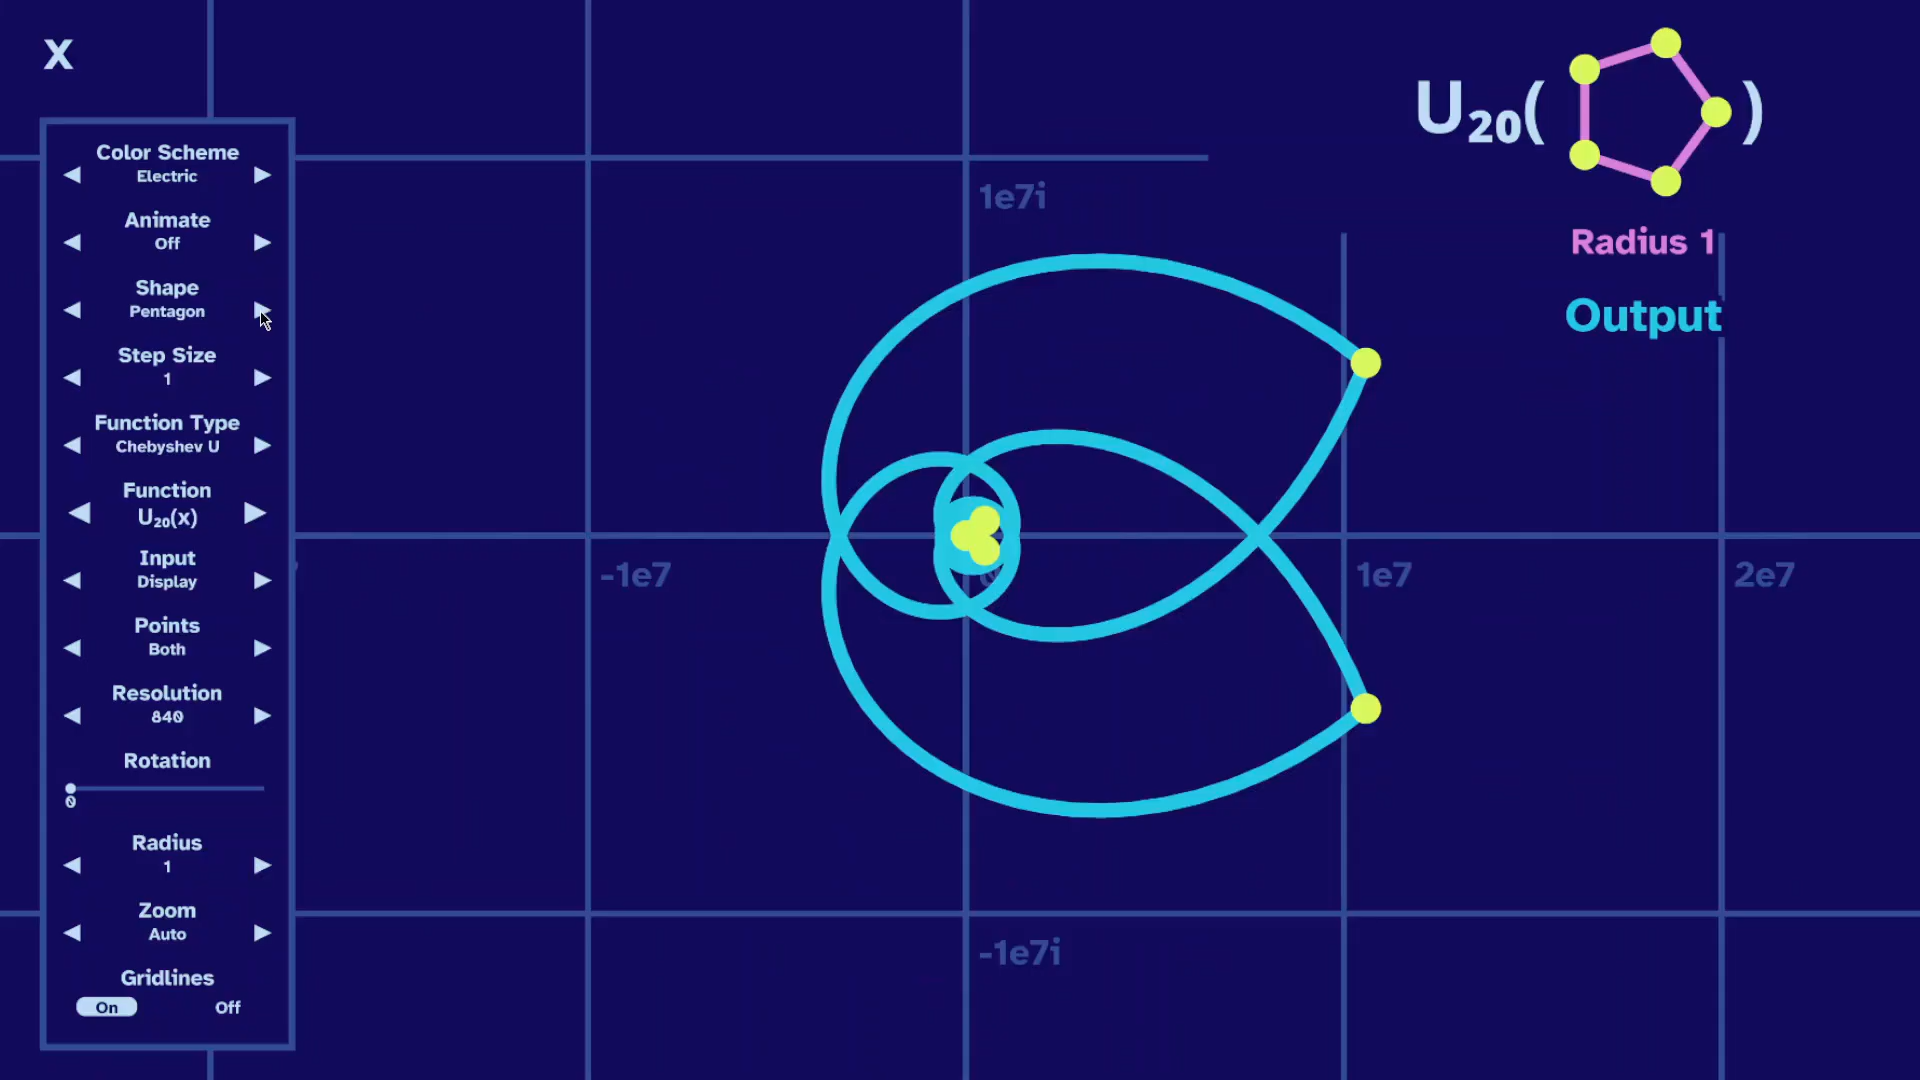 X
Color Scheme
Electric
Animate
Off
Shape
Pentagon
Step Size
1
Function Type
Chebyshev U
Function
U₂₀(x)
Input
Display
Points
Both
Resolution
840
Rotation
0
Radius
1
Zoom
Auto
Gridlines
On Off
U₂₀( )
Radius 1
Output
1e7i
-1e7
1e7
2e7
-1e7i